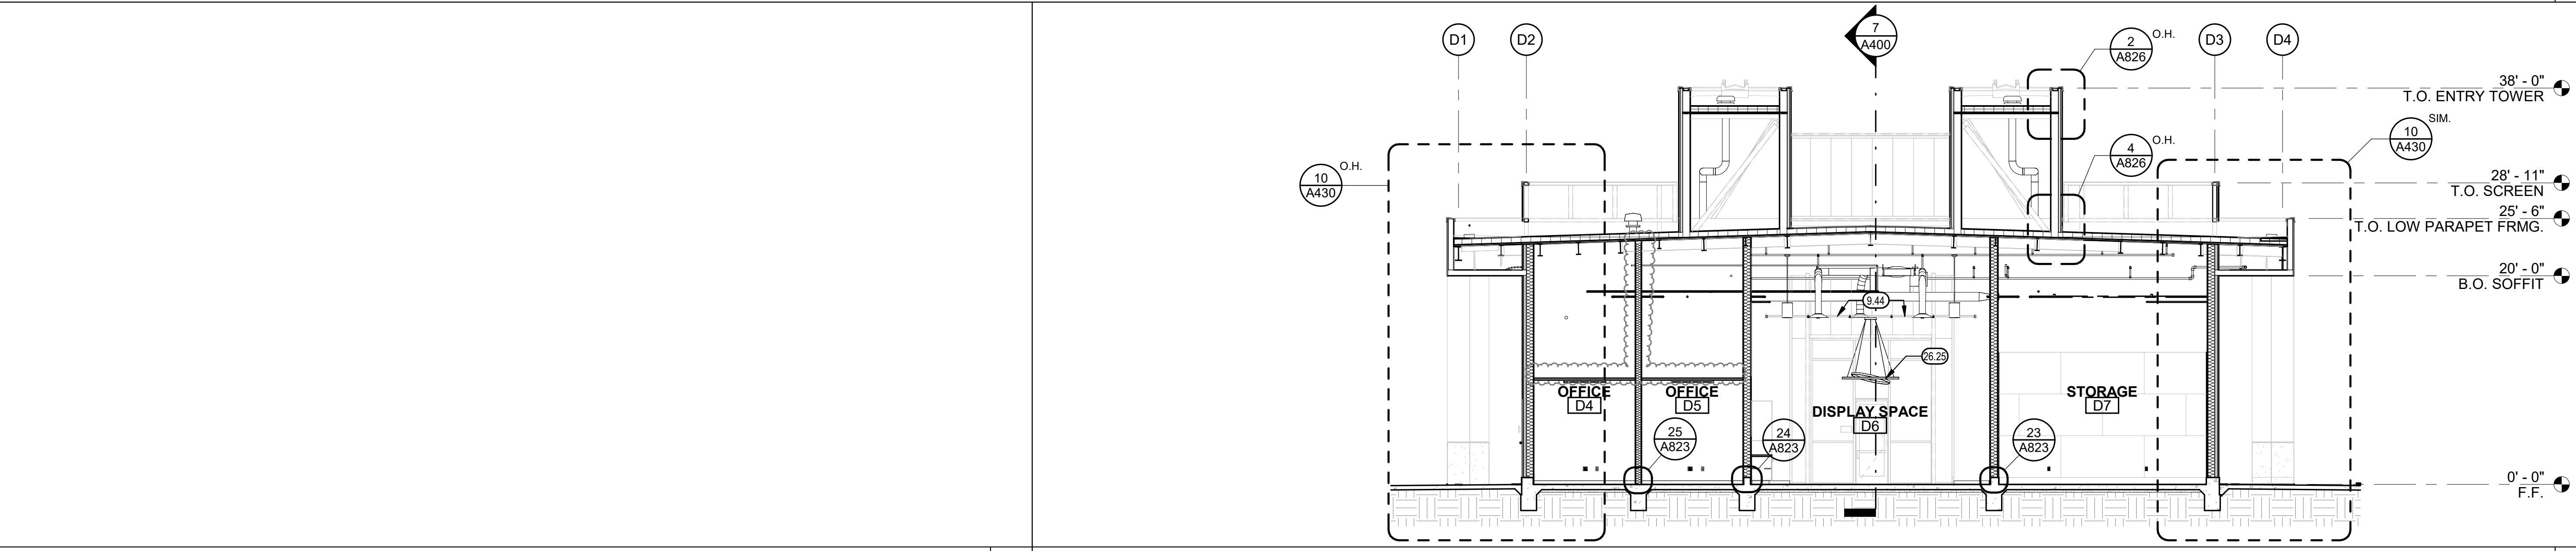 D1
D2
7
A400
2
A826
O.H.
D3
D4
38' - 0"
T.O. ENTRY TOWER
10
A430
SIM.
4
A826
O.H.
10
A430
O.H.
28' - 11"
T.O. SCREEN
25' - 6"
T.O. LOW PARAPET FRMG.
20' - 0"
B.O. SOFFIT
9.44
26.25
OFFICE
D4
OFFICE
D5
DISPLAY SPACE
D6
STORAGE
D7
25
A823
24
A823
23
A823
0' - 0"
F.F.